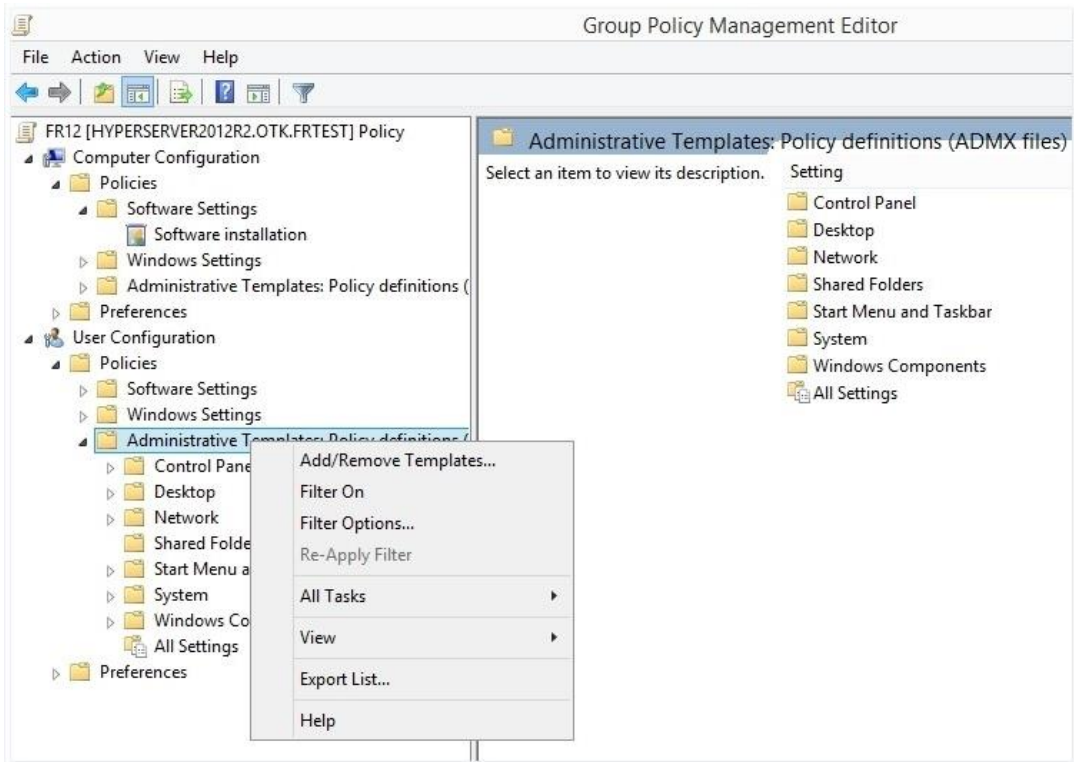 Group Policy Management Editor
File Action View Help
FR12 [HYPERSERVER2012R2.OTK.FRTEST] Policy
Computer Configuration
Policies
Software Settings
Software installation
Windows Settings
Administrative Templates: Policy definitions (
Preferences
User Configuration
Policies
Software Settings
Windows Settings
Administrative Templates: Policy definitions (
Control Pane
Desktop
Network
Shared Folde
Start Menu a
System
Windows Co
All Settings
Preferences
Add/Remove Templates...
Filter On
Filter Options...
Re-Apply Filter
All Tasks
View
Export List...
Help
Administrative Templates: Policy definitions (ADMX files)
Select an item to view its description.
Setting
Control Panel
Desktop
Network
Shared Folders
Start Menu and Taskbar
System
Windows Components
All Settings